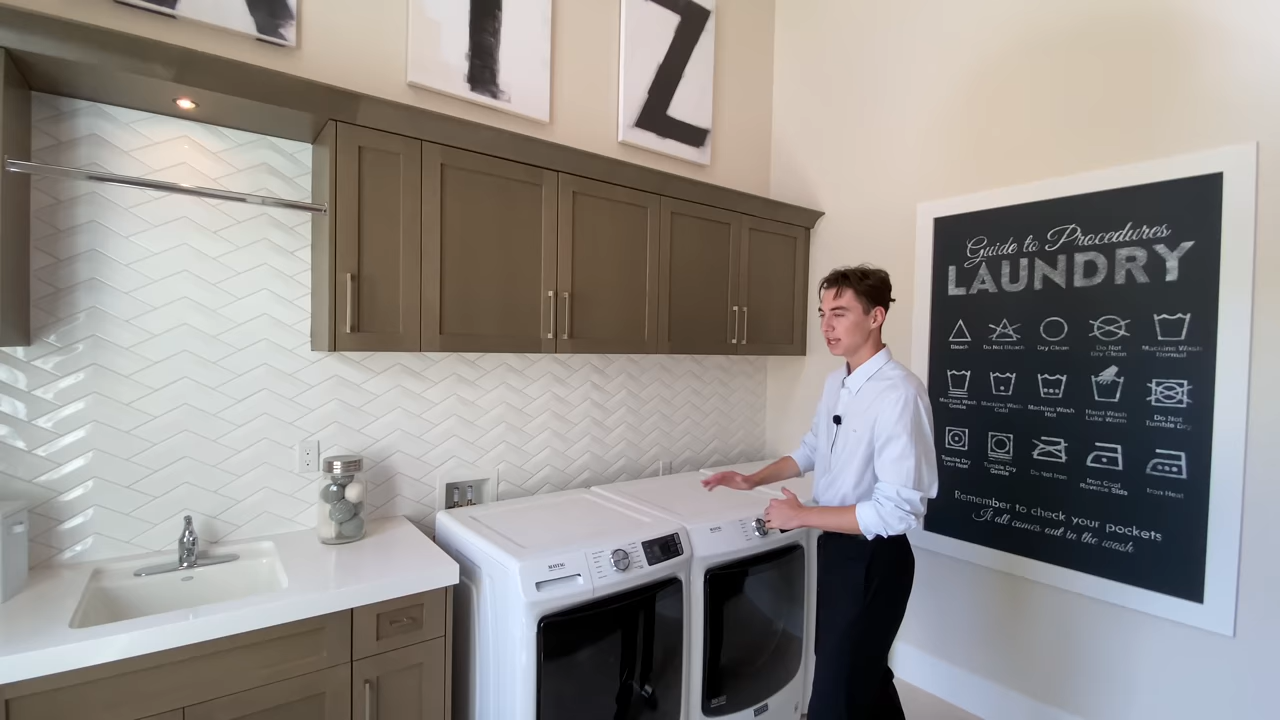 Z
Guide to Procedures
LAUNDRY
Bleach
Do Not Bleach
Dry Clean
Do Not
Dry Clean
Machine Wash
Normal
Machine Wash
Gentle
Machine Wash
Cold
Machine Wash
Hot
Hand Wash
Luke Warm
Do Not
Tumble Dry
Tumble Dry
Low Heat
Tumble Dry
Gentle
Do Not Iron
Iron Cool
Reverse Side
Iron Heat
Remember to check your pockets
It all comes out in the wash
MAYTAG
MAYTAG